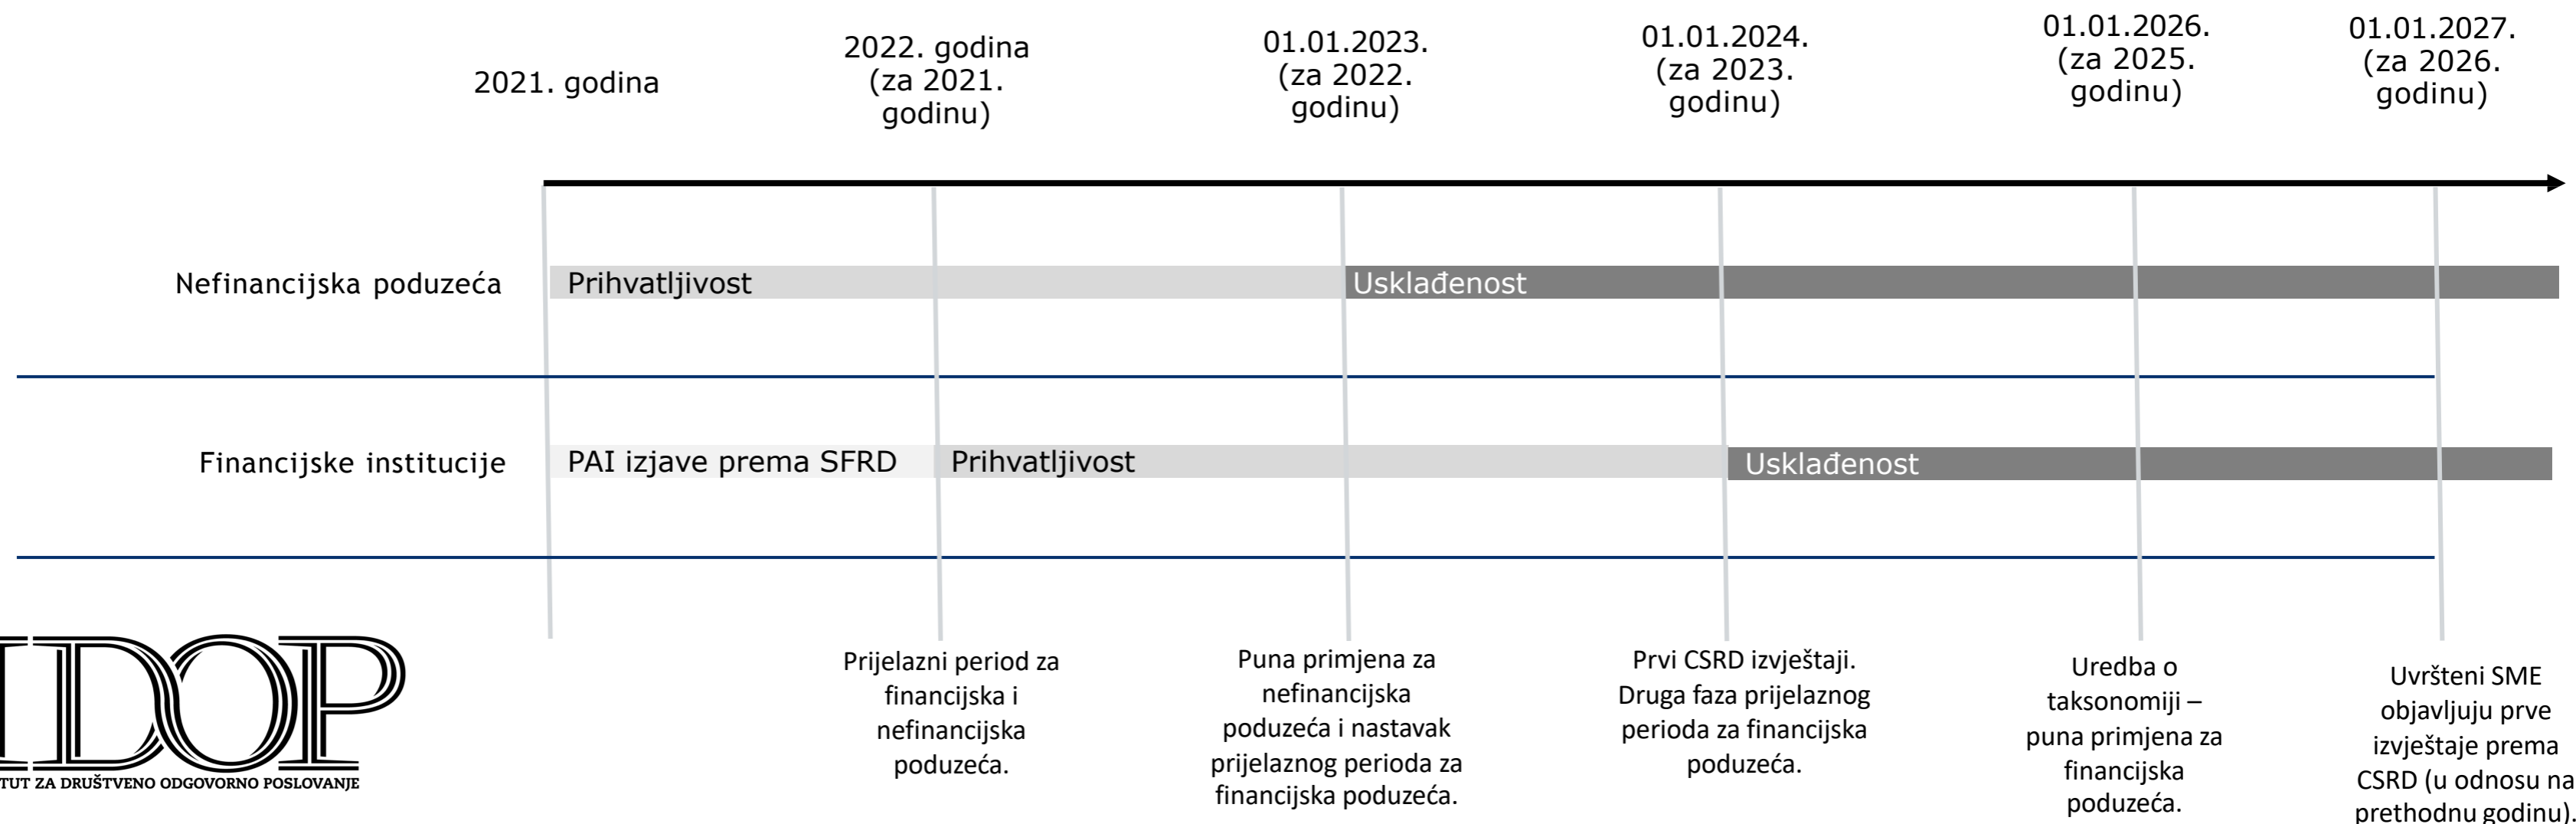 2021. godina
2022. godina
(za 2021.
godinu)
01.01.2023.
(za 2022.
godinu)
01.01.2024.
(za 2023.
godinu)
01.01.2026.
(za 2025.
godinu)
01.01.2027.
(za 2026.
godinu)
Nefinancijska poduzeća
Prihvatljivost
Usklađenost
Financijske institucije
PAI izjave prema SFRD
Prihvatljivost
Usklađenost
Prijelazni period za
financijska i
nefinancijska
poduzeća.
Puna primjena za
nefinancijska
poduzeća i nastavak
prijelaznog perioda za
financijska poduzeća.
Prvi CSRD izvještaji.
Druga faza prijelaznog
perioda za financijska
poduzeća.
Uredba o
taksonomiji –
puna primjena za
financijska
poduzeća.
Uvršteni SME
objavljuju prve
izvještaje prema
CSRD (u odnosu na
prethodnu godinu).
IDOP
TUT ZA DRUŠTVENO ODGOVORNO POSLOVANJE